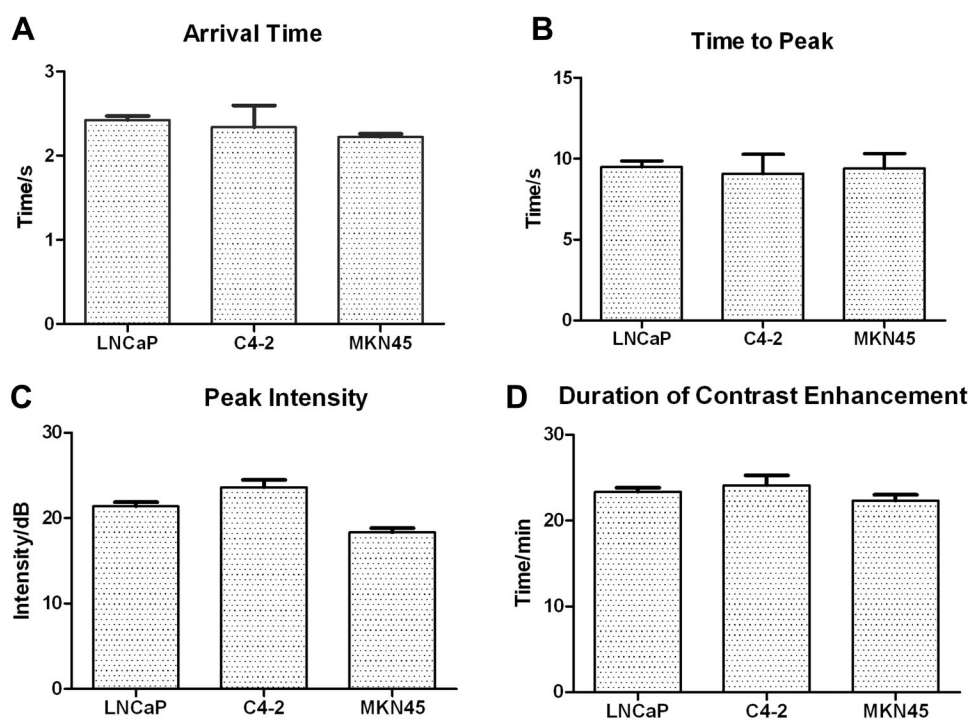 A
Arrival Time
Time/s
3
2
1
0
LNCaP
C4-2
MKN45
B
Time to Peak
Time/s
15
10
5
0
LNCaP
C4-2
MKN45
C
Peak Intensity
Intensity/dB
30
20
10
0
LNCaP
C4-2
MKN45
D
Duration of Contrast Enhancement
Time/min
30
20
10
0
LNCaP
C4-2
MKN45